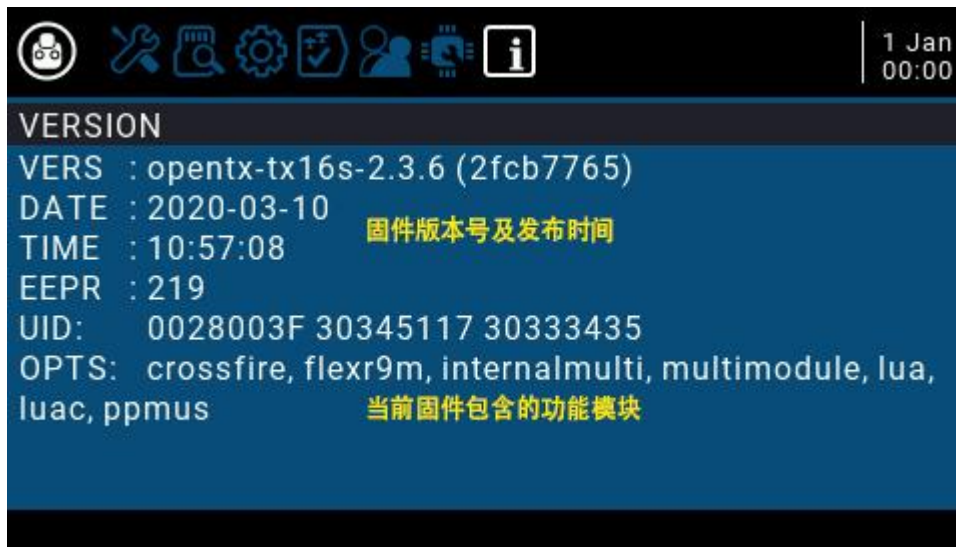 1 Jan
00:00
VERSION
VERS : opentx-tx16s-2.3.6 (2fcb7765)
DATE : 2020-03-10
固件版本号及发布时间
TIME : 10:57:08
EEPR : 219
UID: 0028003F 30345117 30333435
OPTS: crossfire, flexr9m, internalmulti, multimodule, lua,
luac, ppmus
当前固件包含的功能模块